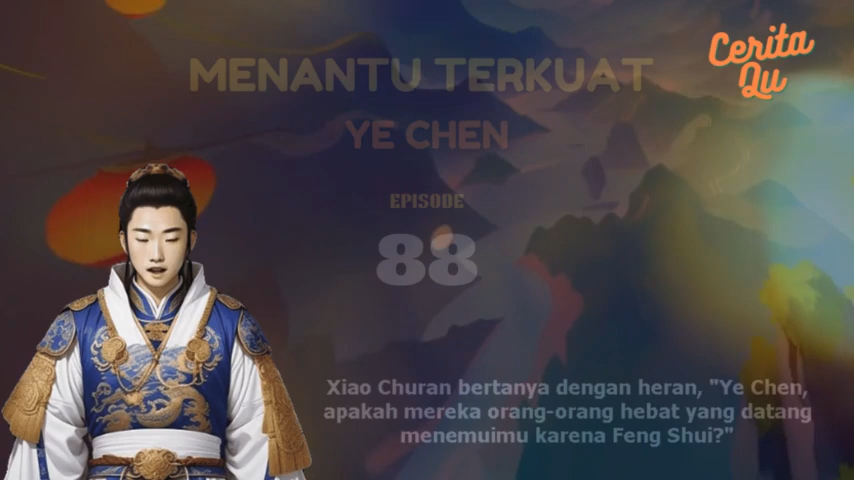 Cerita
Qu
MENANTU TERKUAT
YE CHEN
EPISODE
88
Xiao Churan bertanya dengan heran, "Ye Chen,
apakah mereka orang-orang hebat yang datang
menemuimu karena Feng Shui?"